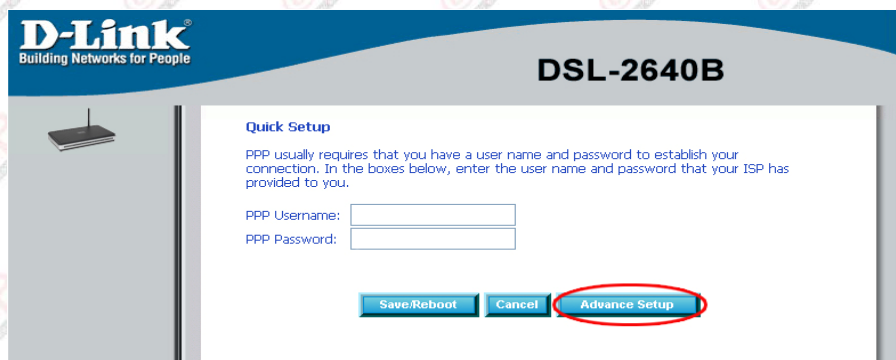 D-Link®
Building Networks for People
DSL-2640B
Quick Setup
PPP usually requires that you have a user name and password to establish your
connection. In the boxes below, enter the user name and password that your ISP has
provided to you.
PPP Username:
PPP Password:
Save/Reboot Cancel Advance Setup